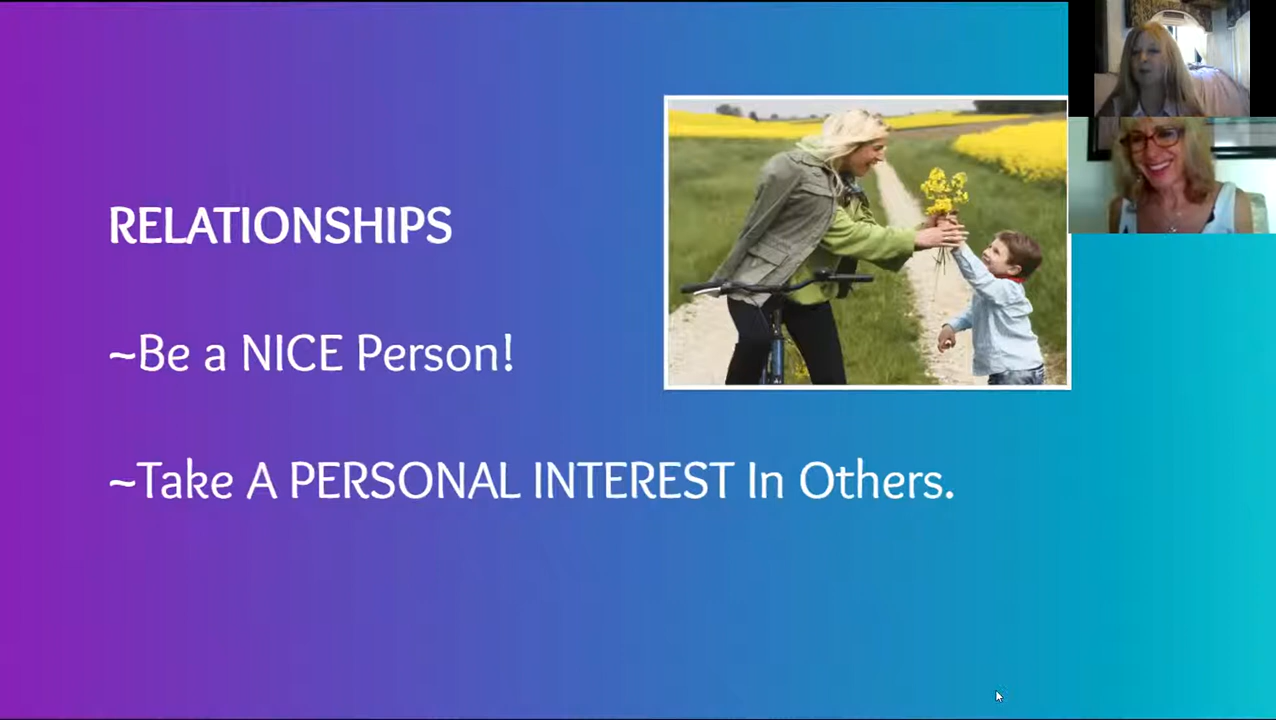 RELATIONSHIPS
~Be a NICE Person!
~Take A PERSONAL INTEREST In Others.